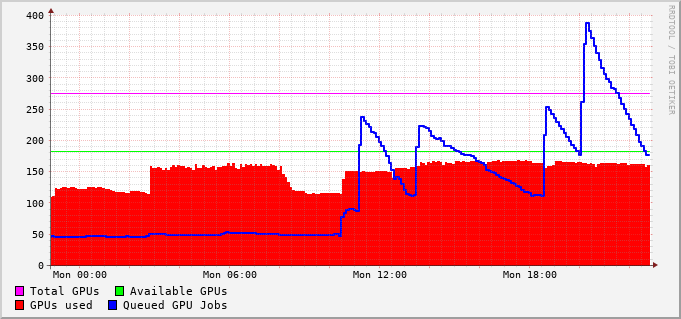 400
350
300
250
200
150
100
50
0
Mon 00:00 Mon 06:00 Mon 12:00 Mon 18:00
Total GPUs Available GPUs
GPUs used Queued GPU Jobs
RRDTOOL / TOBI OETIKER